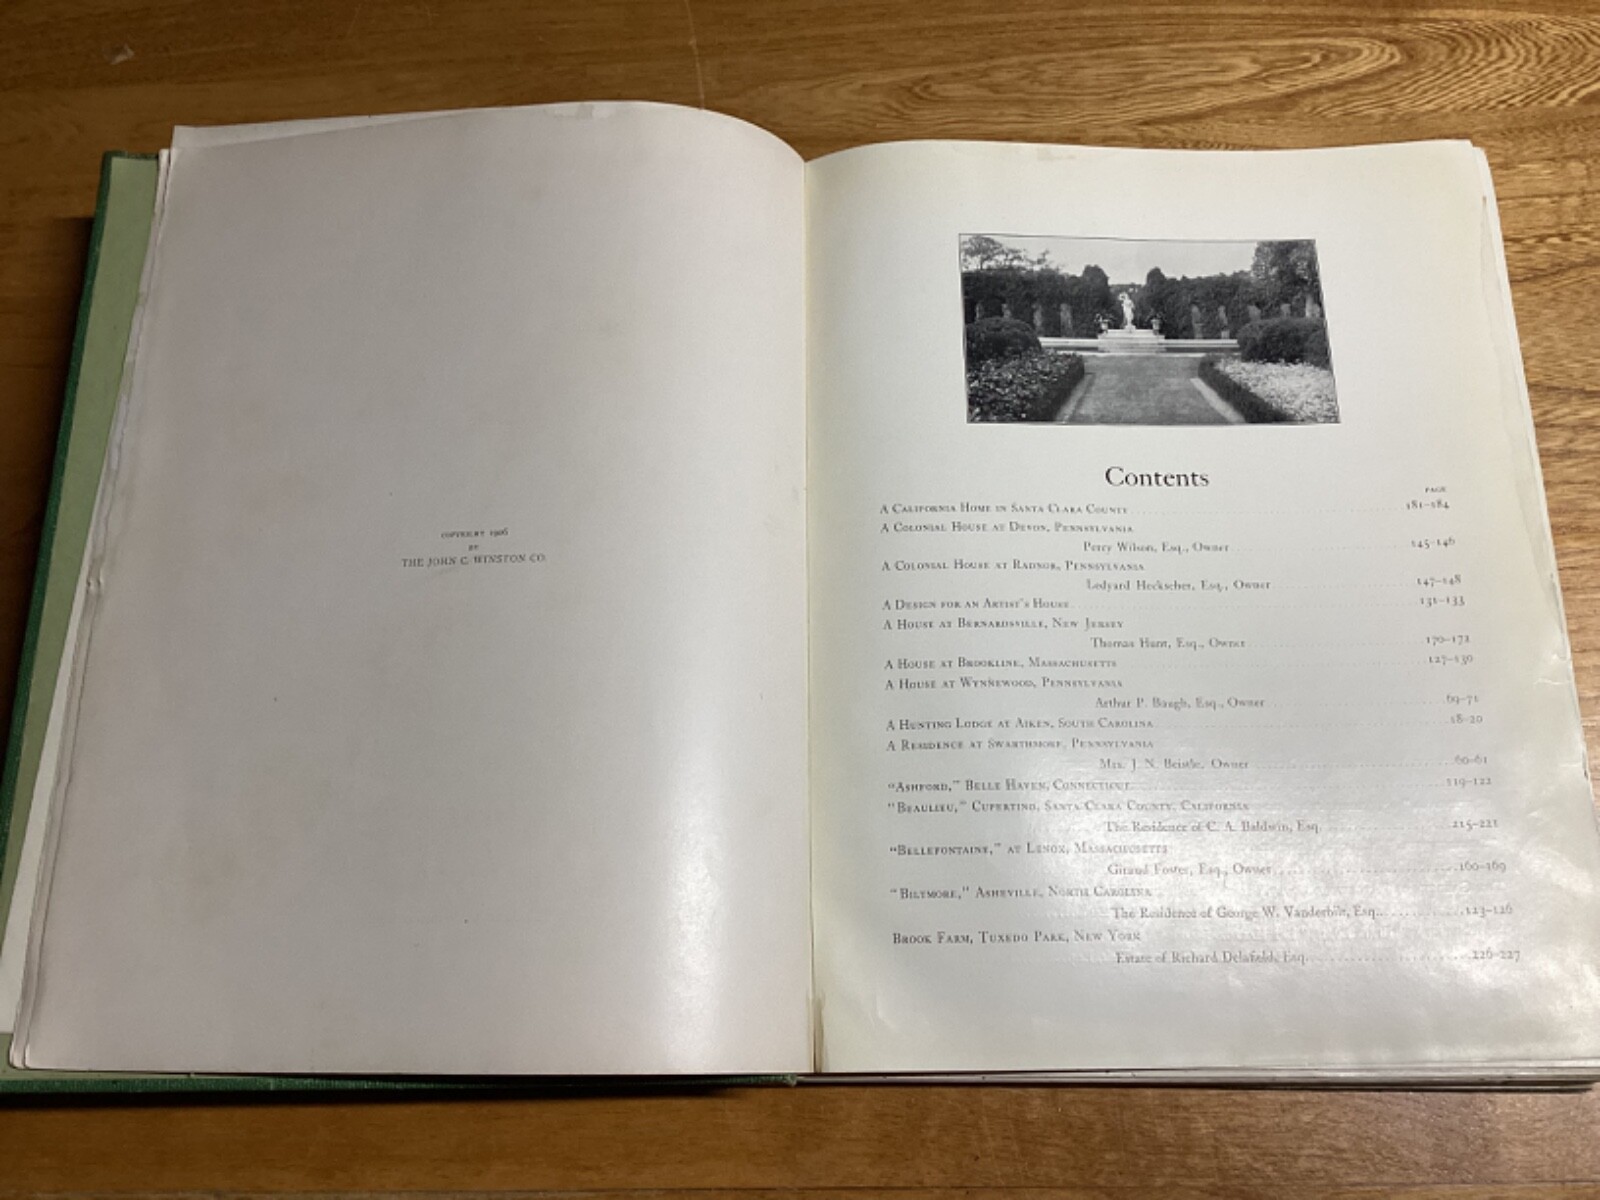 COPYRIGHT 1906
BY
THE JOHN C. WINSTON CO.
Contents
PAGE
A California Home in Santa Clara County 181-184
A Colonial House at Devon, Pennsylvania
Percy Wilson, Esq., Owner 145-146
A Colonial House at Radnor, Pennsylvania
Ledyard Heckscher, Esq., Owner 147-148
A Design for an Artist's House 131-133
A House at Bernardsville, New Jersey
Thomas Hunt, Esq., Owner 170-172
A House at Brookline, Massachusetts 127-130
A House at Wynnewood, Pennsylvania
Arthur P. Baugh, Esq., Owner 69-71
A Hunting Lodge at Aiken, South Carolina 18-20
A Residence at Swarthmore, Pennsylvania
Mrs. J. N. Beistle, Owner 60-61
"Ashford," Belle Haven, Connecticut 119-122
"Beaulieu," Cupertino, Santa Clara County, California
The Residence of C. A. Baldwin, Esq. 215-221
"Bellefontaine," at Lenox, Massachusetts
Giraud Foster, Esq., Owner 160-169
"Biltmore," Asheville, North Carolina
The Residence of George W. Vanderbilt, Esq. 123-126
Brook Farm, Tuxedo Park, New York
Estate of Richard Delafield, Esq. 226-227